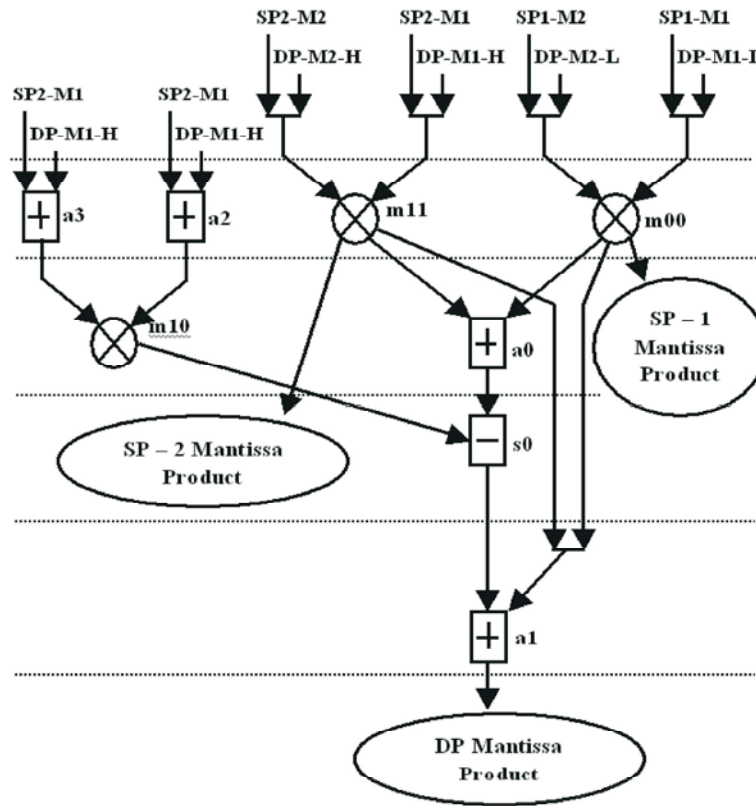 SP2-M2
SP2-M1
SP1-M2
SP1-M1
DP-M2-H
DP-M1-H
DP-M2-L
DP-M1-L
SP2-M1
SP2-M1
DP-M1-H
DP-M1-H
a3
a2
m11
m00
m10
a0
SP – 1
Mantissa
Product
SP – 2 Mantissa
Product
s0
a1
DP Mantissa
Product